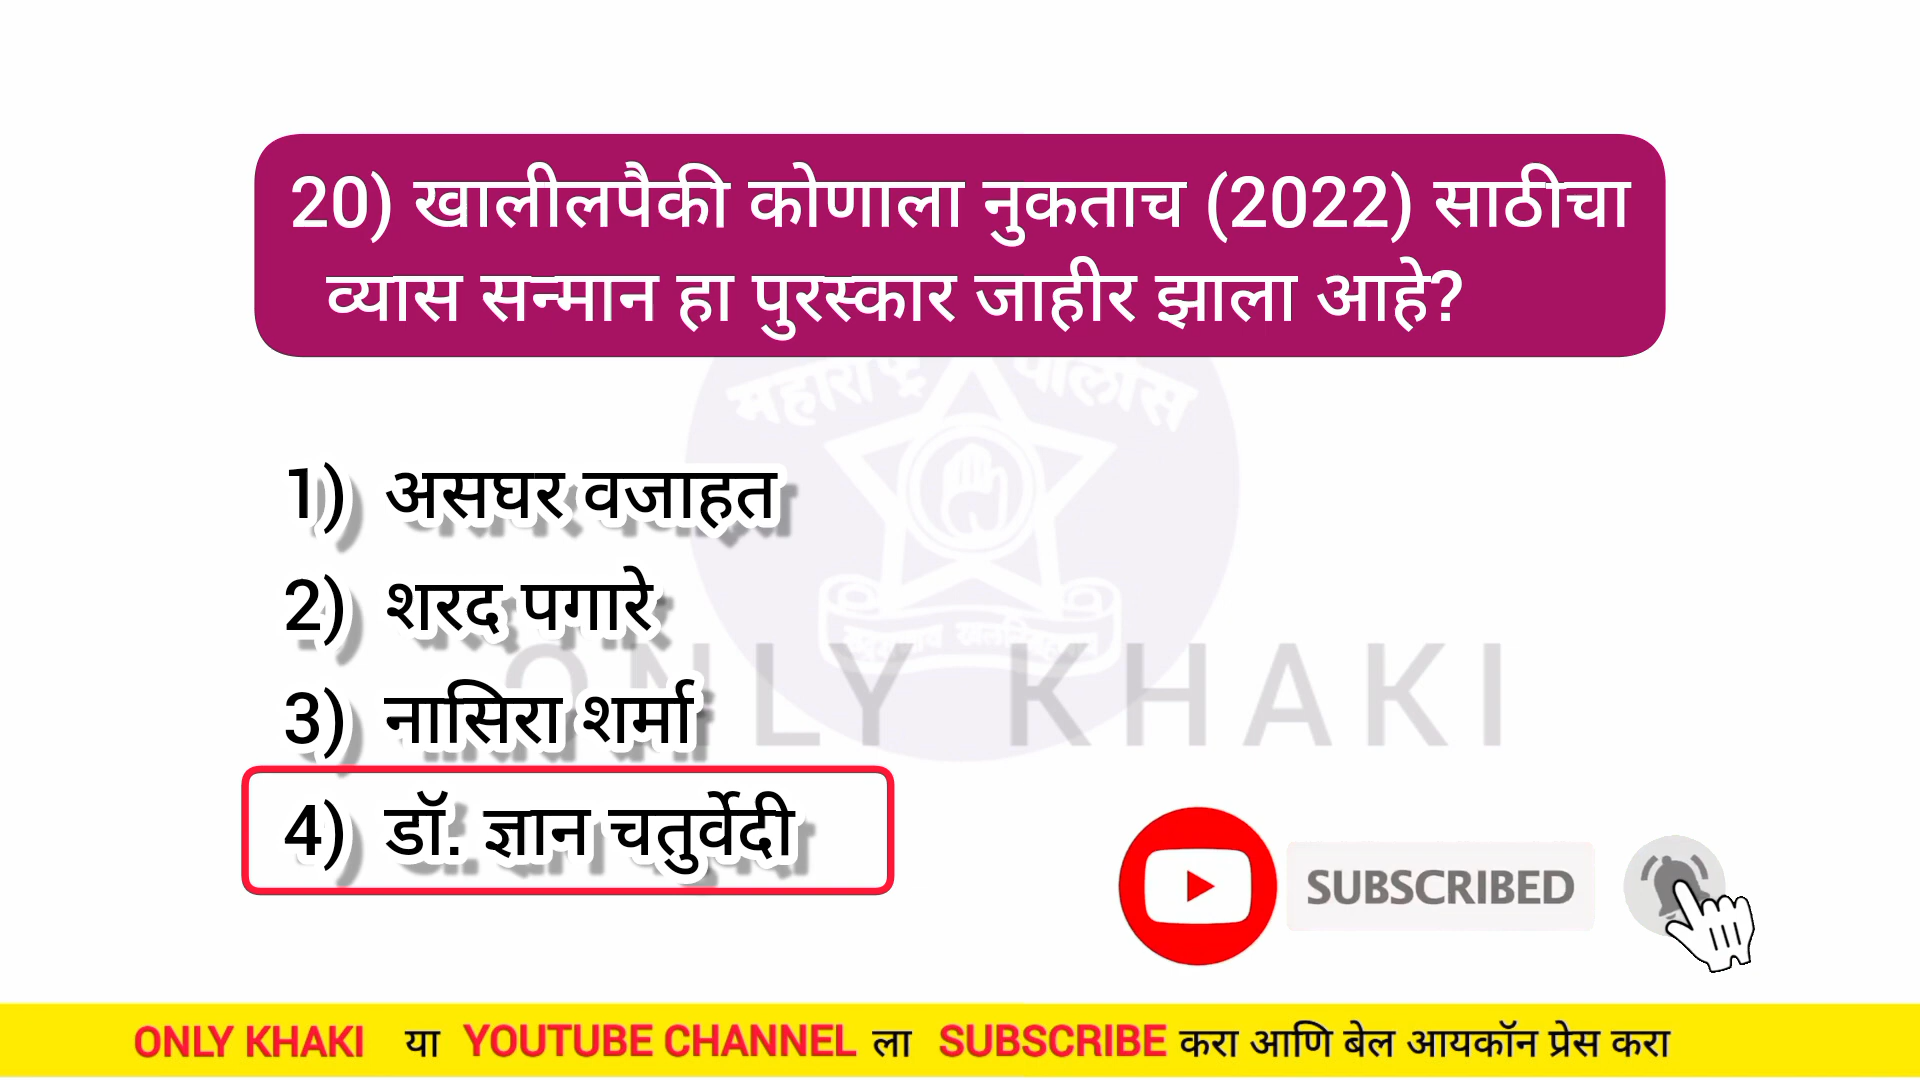 20) खालीलपैकी कोणाला नुकताच (2022) साठीचा
व्यास सन्मान हा पुरस्कार जाहीर झाला आहे?
महाराष्ट्र पोलीस
1) असघर वजाहत
2) शरद पगारे
ONLY KHAKI
3) नासिरा शर्मा
4) डॉ. ज्ञान चतुर्वेदी
SUBSCRIBED
ONLY KHAKI या YOUTUBE CHANNEL ला SUBSCRIBE करा आणि बेल आयकॉन प्रेस करा